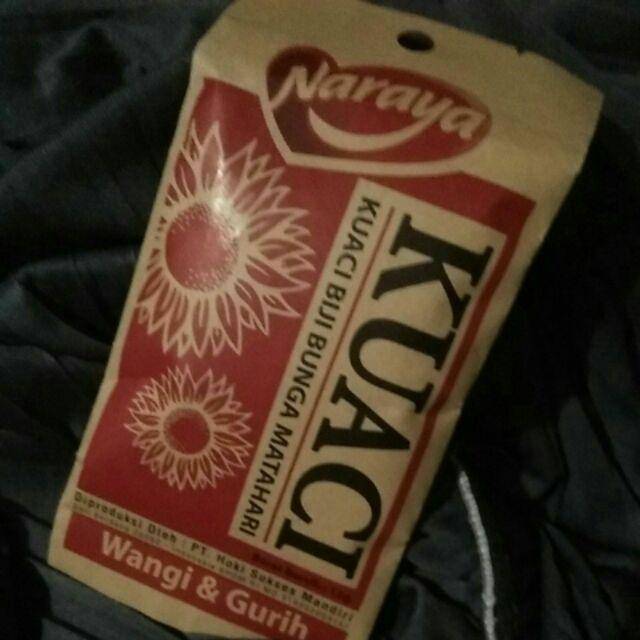 Naraya
KUACI
KUACI BIJI BUNGA MATAHARI
Diproduksi Oleh : PT. Hoki Sukses Mandiri
Wangi & Gurih